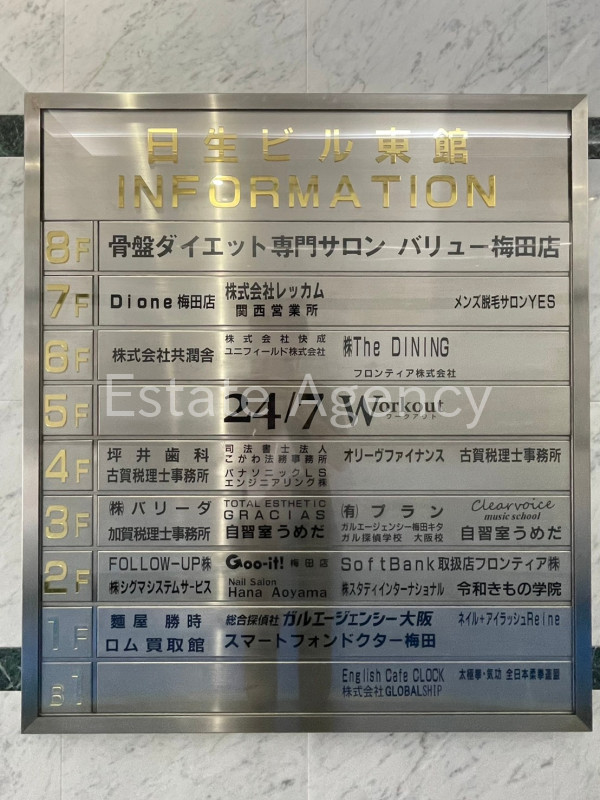 日生ビル東館
INFORMATION
8F 骨盤ダイエット専門サロン バリュー梅田店
7F Dione梅田店 株式会社レッカム 関西営業所 メンズ脱毛サロンYES
6F 株式会社共潤舎 株式会社快成 ユニフィールド株式会社 ㈱The DINING フロンティア株式会社
Estate Agency
5F 24/7 Workout ワークアウト
4F 坪井歯科 司法書士法人 こがわ法務事務所 オリーヴファイナンス 古賀税理士事務所
古賀税理士事務所 パナソニックLS エンジニアリング㈱
3F ㈱バリーダ TOTAL ESTHETIC GRACIAS ㈲プラン Clearvoice music school
加賀税理士事務所 自習室うめだ ガルエージェンシー梅田キタ ガル探偵学校 大阪校 自習室うめだ
2F FOLLOW-UP㈱ Goo-it! 梅田店 SoftBank取扱店フロンティア㈱
㈱シグマシステムサービス Nail Salon Hana Aoyama ㈱スタディインターナショナル 令和きもの学院
1F 麺屋 勝時 総合探偵社 ガルエージェンシー大阪 ネイル+アイラッシュReine
ロム買取館 スマートフォンドクター梅田
B1 English Cafe CLOCK 太極拳・気功 全日本柔拳連盟
株式会社GLOBALSHIP